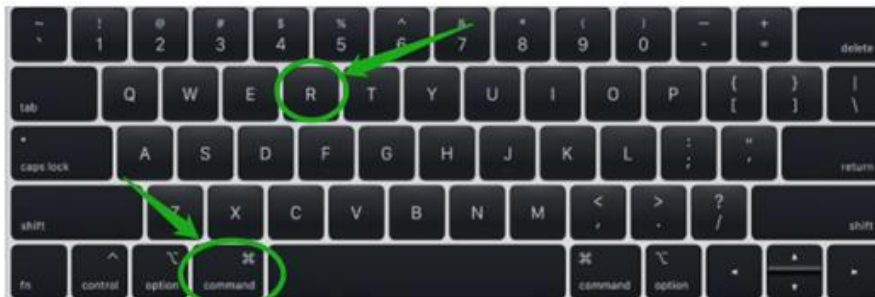 ~ ! @ # $ % ^ & * ( ) — +
` 1 2 3 4 5 6 7 8 9 0 - = delete
tab Q W E R T Y U I O P { [ } ] | \
caps lock A S D F G H J K L : ; " ' return
shift Z X C V B N M < , > . ? / shift
fn ^ control ⌥ option ⌘ command ⌘ command ⌥ option ◂ ▴ ▾ ▸